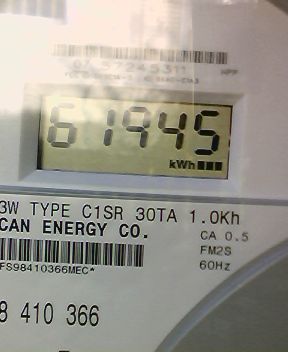 61945
kWh
3W TYPE C1SR 30TA 1.0Kh
CAN ENERGY CO.
CA 0.5
FM2S
60Hz
FS98410366MEC*
8 410 366